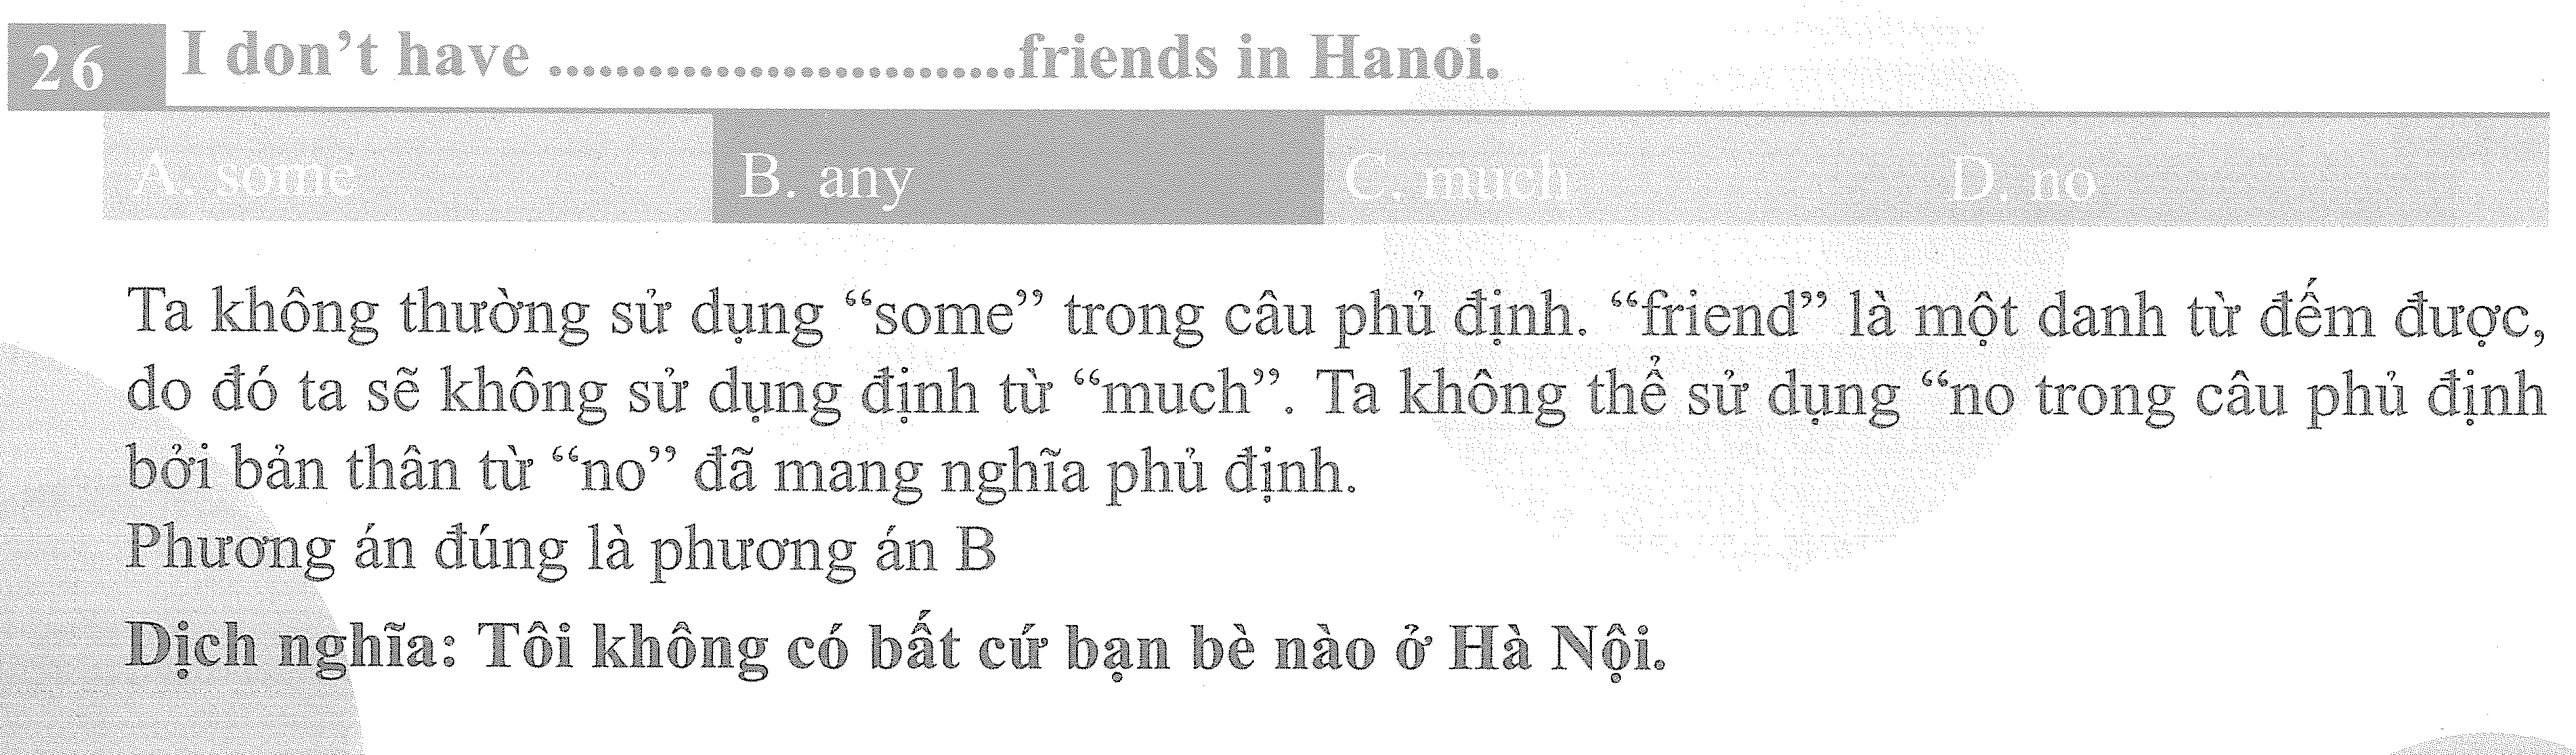 26 I don't have ............................friends in Hanoi.
A. some B. any C. much D. no
Ta không thường sử dụng “some” trong câu phủ định. “friend” là một danh từ đếm được,
do đó ta sẽ không sử dụng định từ “much”. Ta không thể sử dụng “no trong câu phủ định
bởi bản thân từ “no” đã mang nghĩa phủ định.
Phương án đúng là phương án B
Dịch nghĩa: Tôi không có bất cứ bạn bè nào ở Hà Nội.